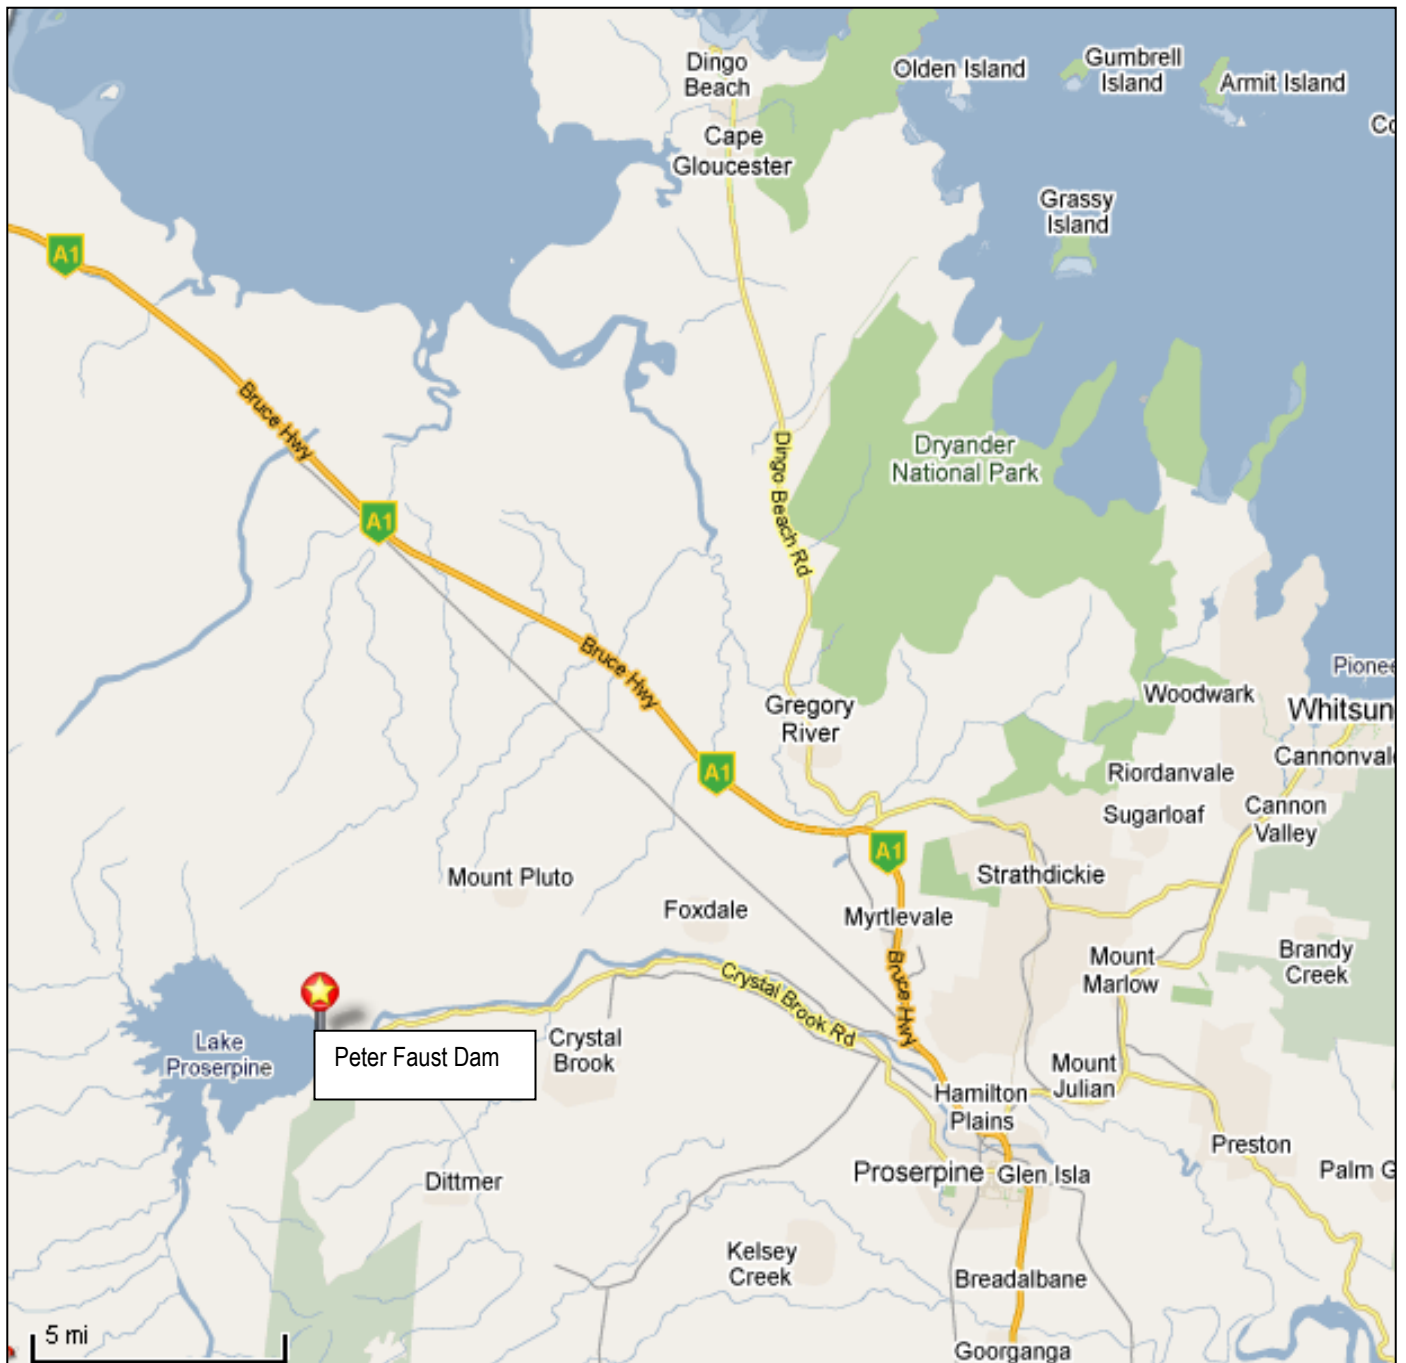 Dingo
Beach
Olden Island
Gumbrell
Island
Armit Island
Cape
Gloucester
Grassy
Island
A1
Bruce Hwy
Dingo Beach Rd
Dryander
National Park
A1
Bruce Hwy
Pionee
Woodwark
Whitsun
Gregory
River
Cannonval
A1
Riordanvale
Sugarloaf
Cannon
Valley
A1
Mount Pluto
Strathdickie
Foxdale
Myrtlevale
Bruce Hwy
Mount
Marlow
Brandy
Creek
Crystal Brook Rd
Lake
Proserpine
Peter Faust Dam
Crystal
Brook
Mount
Julian
Hamilton
Plains
Preston
Dittmer
Proserpine
Glen Isla
Palm G
Kelsey
Creek
Breadalbane
5 mi
Goorganga